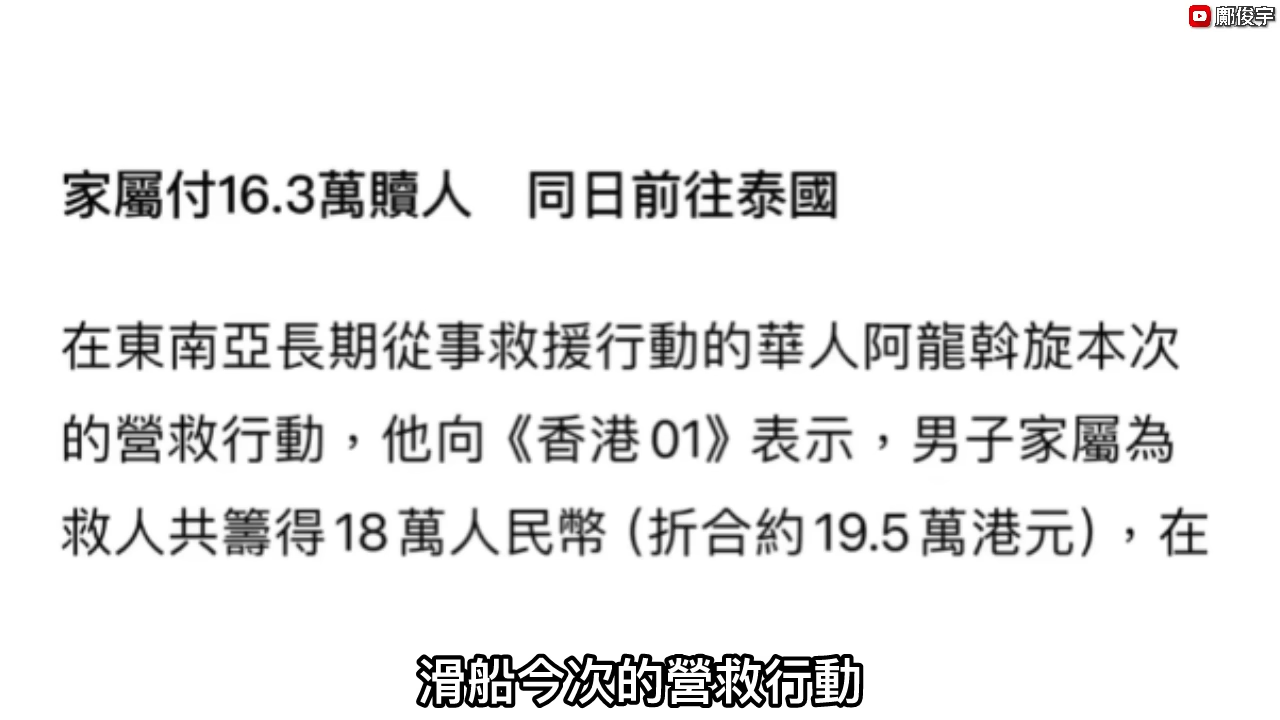 鄺俊宇
家屬付16.3萬贖人　同日前往泰國
在東南亞長期從事救援行動的華人阿龍斡旋本次
的營救行動，他向《香港01》表示，男子家屬為
救人共籌得18萬人民幣（折合約19.5萬港元），在
滑船今次的營救行動